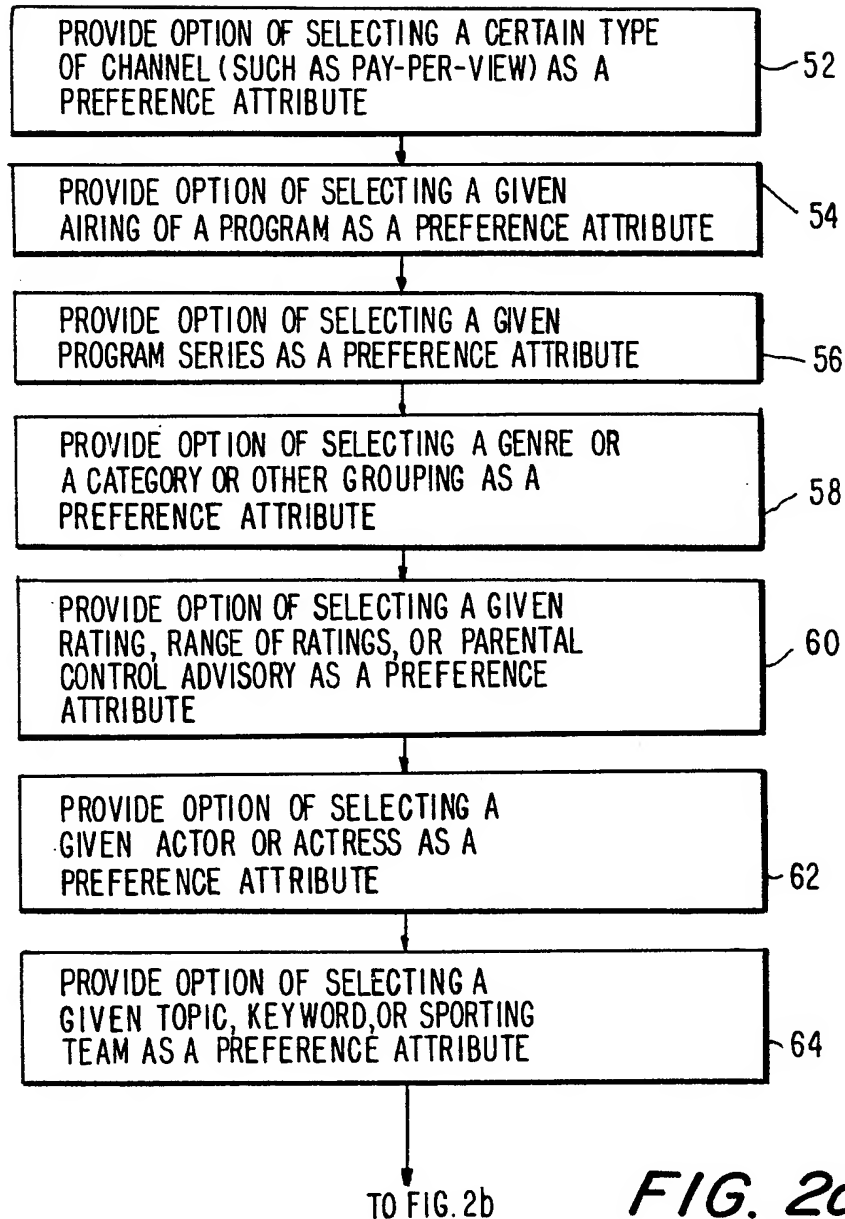 PROVIDE OPTION OF SELECTING A CERTAIN TYPE
OF CHANNEL (SUCH AS PAY-PER-VIEW) AS A
PREFERENCE ATTRIBUTE
52
PROVIDE OPTION OF SELECTING A GIVEN
AIRING OF A PROGRAM AS A PREFERENCE ATTRIBUTE
54
PROVIDE OPTION OF SELECTING A GIVEN
PROGRAM SERIES AS A PREFERENCE ATTRIBUTE
56
PROVIDE OPTION OF SELECTING A GENRE OR
A CATEGORY OR OTHER GROUPING AS A
PREFERENCE ATTRIBUTE
58
PROVIDE OPTION OF SELECTING A GIVEN
RATING, RANGE OF RATINGS, OR PARENTAL
CONTROL ADVISORY AS A PREFERENCE
ATTRIBUTE
60
PROVIDE OPTION OF SELECTING A
GIVEN ACTOR OR ACTRESS AS A
PREFERENCE ATTRIBUTE
62
PROVIDE OPTION OF SELECTING A
GIVEN TOPIC, KEYWORD, OR SPORTING
TEAM AS A PREFERENCE ATTRIBUTE
64
TO FIG. 2b
FIG.